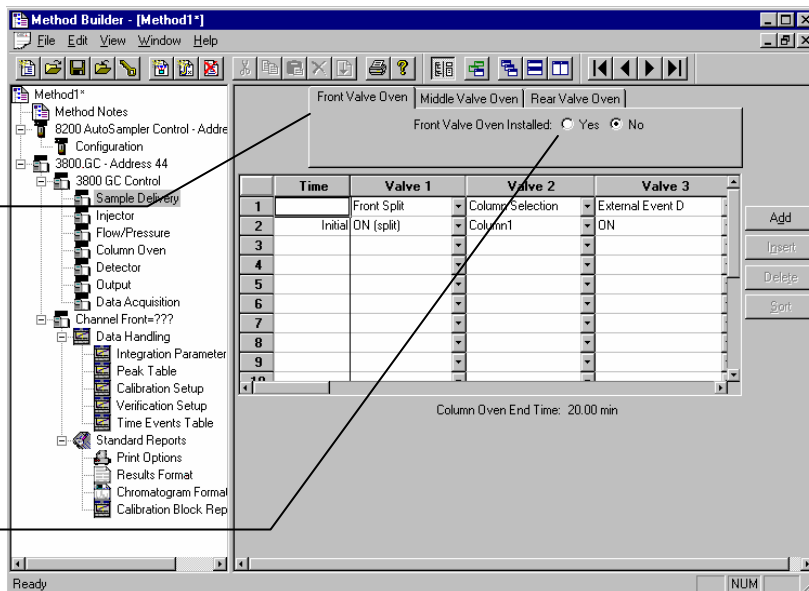 Method Builder - [Method1*]
File Edit View Window Help
Method1*
Method Notes
8200 AutoSampler Control - Addre
Configuration
3800.GC - Address 44
3800 GC Control
Sample Delivery
Injector
Flow/Pressure
Column Oven
Detector
Output
Data Acquisition
Channel Front=???
Data Handling
Integration Parameter
Peak Table
Calibration Setup
Verification Setup
Time Events Table
Standard Reports
Print Options
Results Format
Chromatogram Format
Calibration Block Rep
Front Valve Oven Middle Valve Oven Rear Valve Oven
Front Valve Oven Installed: Yes No
Time Valve 1 Valve 2 Valve 3
1 Front Split Column Selection External Event D
2 Initial ON (split) Column1 ON
3
4
5
6
7
8
9
10
Add
Insert
Delete
Sort
Column Oven End Time: 20.00 min
Ready NUM